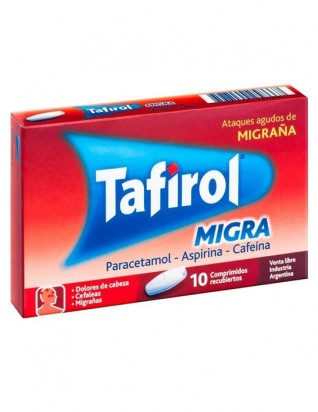 Ataques agudos de
MIGRAÑA
Tafirol
MIGRA
Paracetamol - Aspirina - Cafeína
• Dolores de cabeza
• Cefaleas
• Migrañas
10 Comprimidos
recubiertos
Venta libre
Industria
Argentina